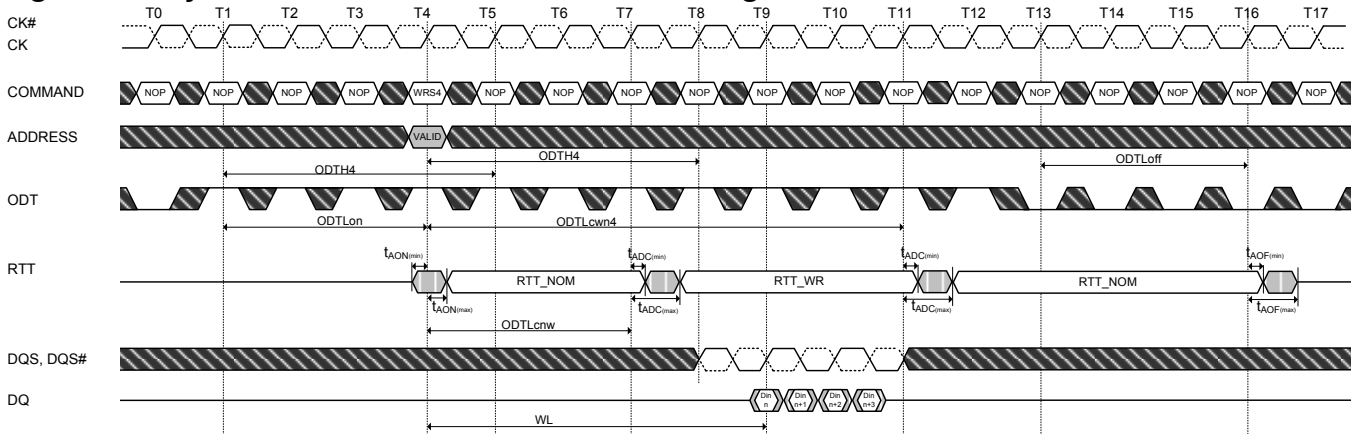 CK#
CK
T0 T1 T2 T3 T4 T5 T6 T7 T8 T9 T10 T11 T12 T13 T14 T15 T16 T17
COMMAND NOP NOP NOP NOP WRS4 NOP NOP NOP NOP NOP NOP NOP NOP NOP NOP NOP NOP NOP
ADDRESS VALID
ODTH4 ODTLoff
ODTH4
ODT
ODTLon ODTLcwn4
tAON(min) tADC(min) tADC(min) tAOF(min)
RTT RTT_NOM RTT_WR RTT_NOM
tAON(max) tADC(max) tADC(max) tAOF(max)
ODTLcnw
DQS, DQS#
DQ Din n Din n+1 Din n+2 Din n+3
WL